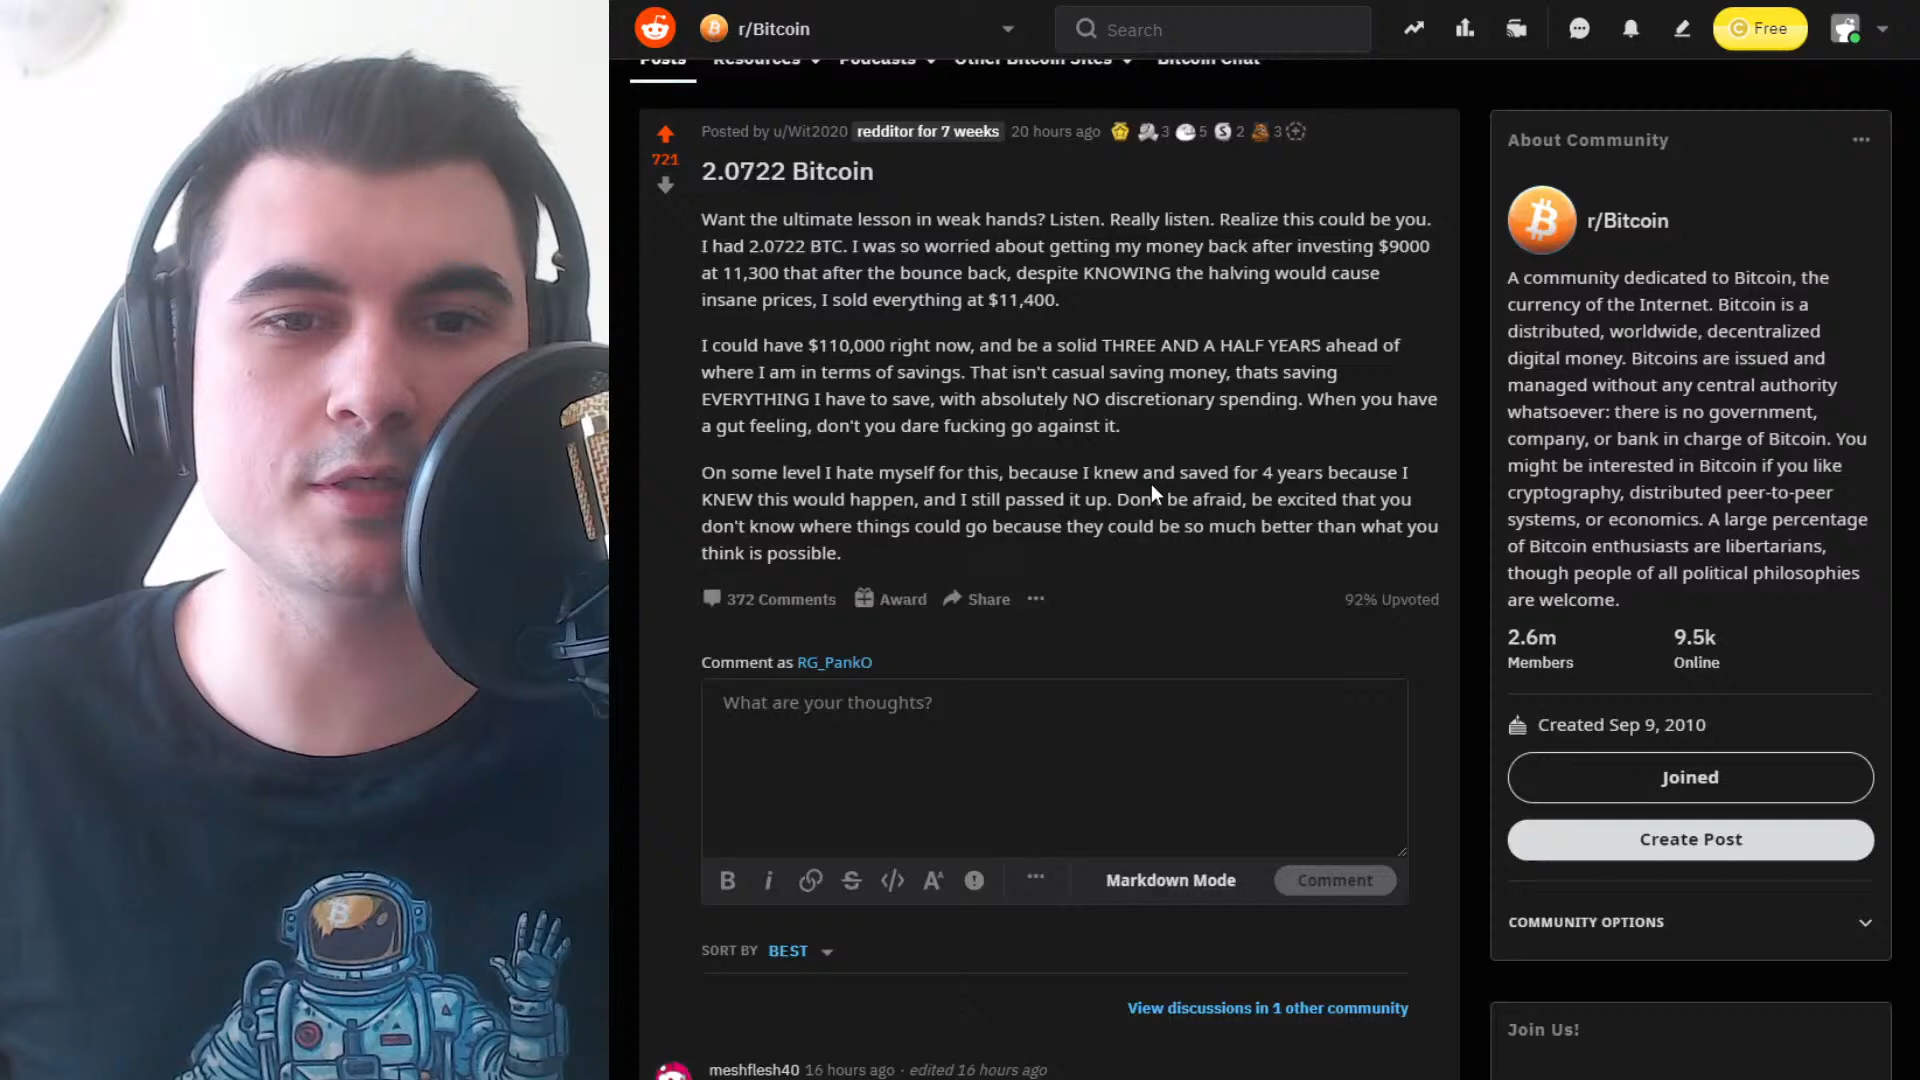 r/Bitcoin
Search
Free
Posts Resources Podcasts Other Bitcoin Sites Bitcoin Chat
Posted by u/Wit2020 redditor for 7 weeks 20 hours ago 3 5 2 3
721
2.0722 Bitcoin
Want the ultimate lesson in weak hands? Listen. Really listen. Realize this could be you.
I had 2.0722 BTC. I was so worried about getting my money back after investing $9000
at 11,300 that after the bounce back, despite KNOWING the halving would cause
insane prices, I sold everything at $11,400.
I could have $110,000 right now, and be a solid THREE AND A HALF YEARS ahead of
where I am in terms of savings. That isn't casual saving money, thats saving
EVERYTHING I have to save, with absolutely NO discretionary spending. When you have
a gut feeling, don't you dare fucking go against it.
On some level I hate myself for this, because I knew and saved for 4 years because I
KNEW this would happen, and I still passed it up. Don't be afraid, be excited that you
don't know where things could go because they could be so much better than what you
think is possible.
372 Comments Award Share 92% Upvoted
Comment as RG_PankO
What are your thoughts?
Markdown Mode Comment
SORT BY BEST
View discussions in 1 other community
meshflesh40 16 hours ago · edited 16 hours ago
About Community
r/Bitcoin
A community dedicated to Bitcoin, the
currency of the Internet. Bitcoin is a
distributed, worldwide, decentralized
digital money. Bitcoins are issued and
managed without any central authority
whatsoever: there is no government,
company, or bank in charge of Bitcoin. You
might be interested in Bitcoin if you like
cryptography, distributed peer-to-peer
systems, or economics. A large percentage
of Bitcoin enthusiasts are libertarians,
though people of all political philosophies
are welcome.
2.6m 9.5k
Members Online
Created Sep 9, 2010
Joined
Create Post
COMMUNITY OPTIONS
Join Us!